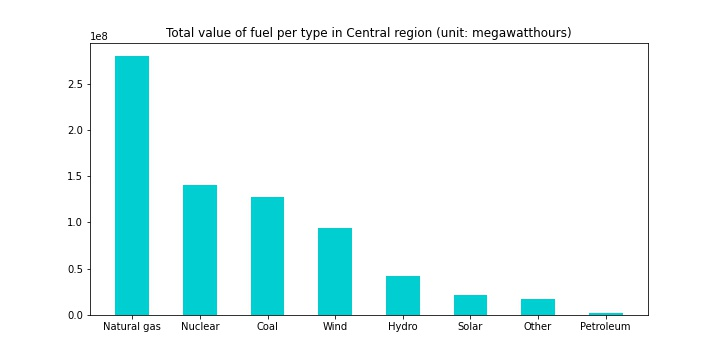 Total value of fuel per type in Central region (unit: megawatthours)
1e8
2.5
2.0
1.5
1.0
0.5
0.0
Natural gas Nuclear Coal Wind Hydro Solar Other Petroleum